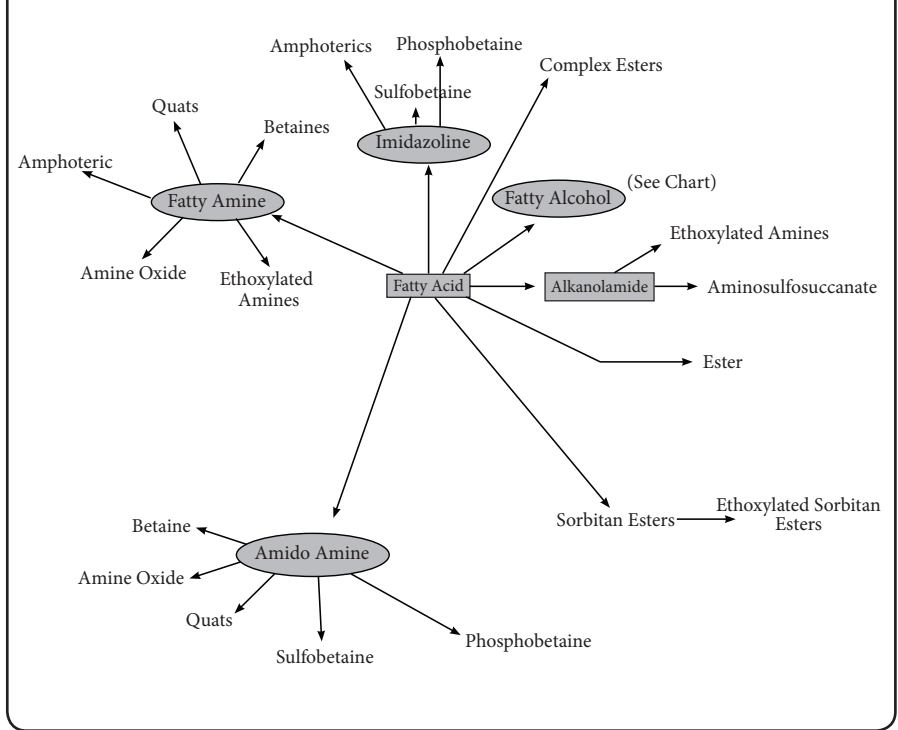 Amphoterics
Phosphobetaine
Complex Esters
Sulfobetaine
Quats
Betaines
Imidazoline
Amphoteric
(See Chart)
Fatty Amine
Fatty Alcohol
Ethoxylated Amines
Amine Oxide
Ethoxylated
Amines
Fatty Acid
Alkanolamide
Aminosulfosuccanate
Ester
Sorbitan Esters
Ethoxylated Sorbitan
Esters
Betaine
Amido Amine
Amine Oxide
Quats
Phosphobetaine
Sulfobetaine